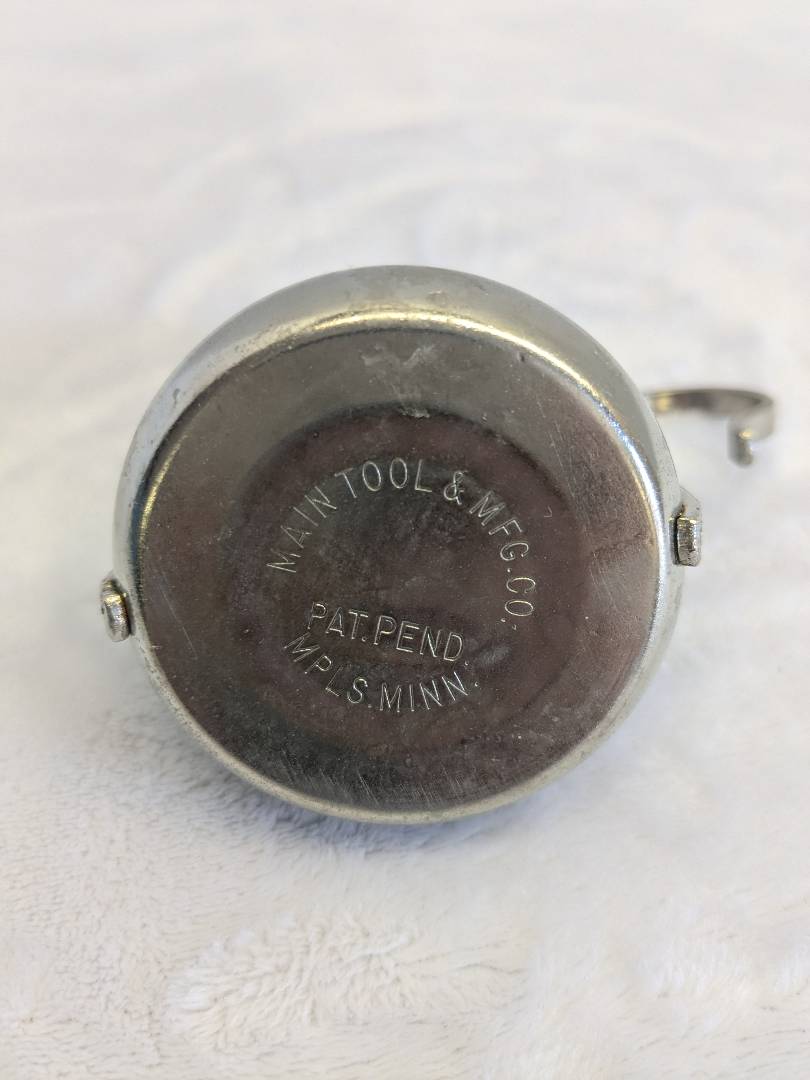 MAIN TOOL & MFG. CO.
PAT. PEND.
MPLS. MINN.